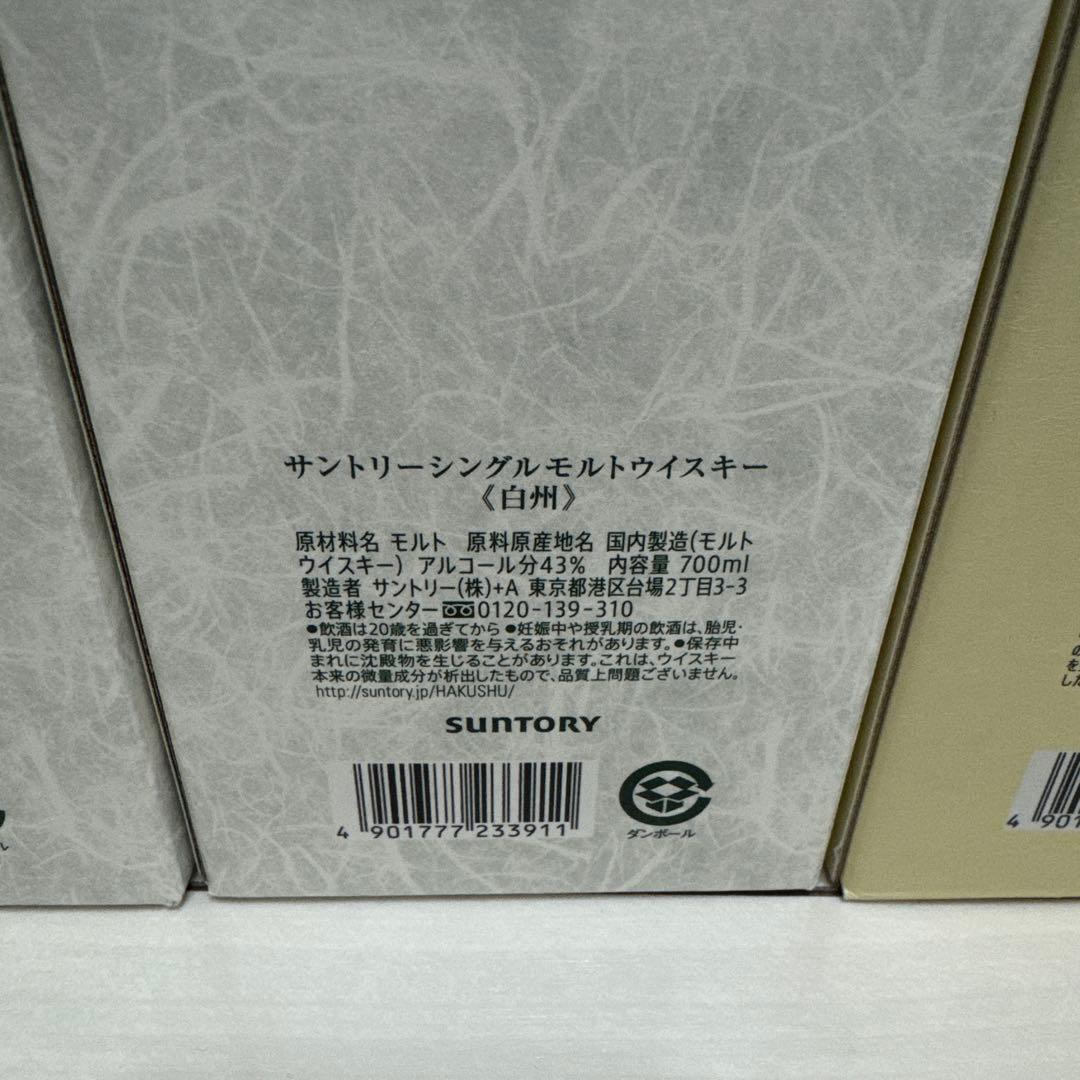 サントリーシングルモルトウイスキー
《白州》
原材料名 モルト 原料原産地名 国内製造(モルト
ウイスキー) アルコール分43% 内容量 700ml
製造者 サントリー(株)+A 東京都港区台場2丁目3-3
お客様センター 0120-139-310
●飲酒は20歳を過ぎてから ●妊娠中や授乳期の飲酒は、胎児・
乳児の発育に悪影響を与えるおそれがあります。●保存中
まれに沈殿物を生じることがあります。これは、ウイスキー
本来の微量成分が析出したもので、品質上問題ございません。
http://suntory.jp/HAKUSHU/
SUNTORY
4 901777 233911
ダンボール
ル
の
を
した
4 901